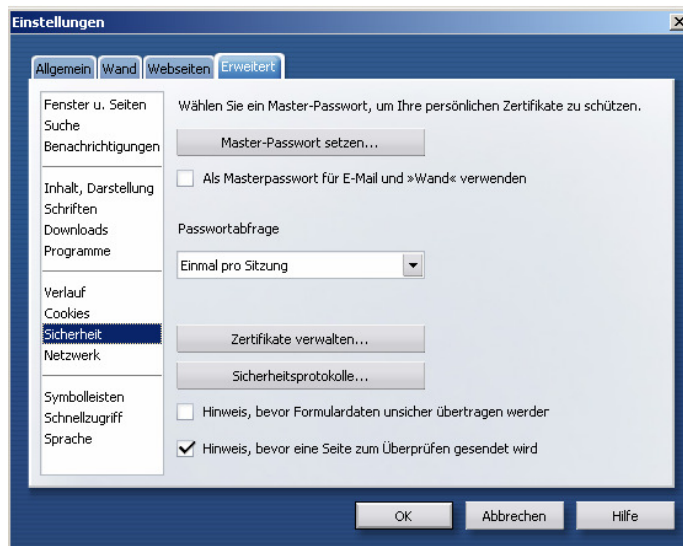 Einstellungen
Allgemein Wand Webseiten Erweitert
Fenster u. Seiten
Suche
Benachrichtigungen
Inhalt, Darstellung
Schriften
Downloads
Programme
Verlauf
Cookies
Sicherheit
Netzwerk
Symbolleisten
Schnellzugriff
Sprache
Wählen Sie ein Master-Passwort, um Ihre persönlichen Zertifikate zu schützen.
Master-Passwort setzen...
Als Masterpasswort für E-Mail und »Wand« verwenden
Passwortabfrage
Einmal pro Sitzung
Zertifikate verwalten...
Sicherheitsprotokolle...
Hinweis, bevor Formulardaten unsicher übertragen werder
Hinweis, bevor eine Seite zum Überprüfen gesendet wird
OK Abbrechen Hilfe